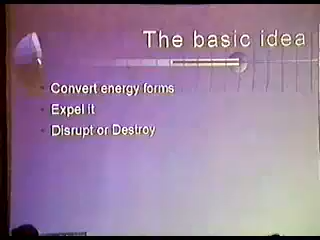 The basic idea
Convert energy forms
Expel it
Disrupt or Destroy